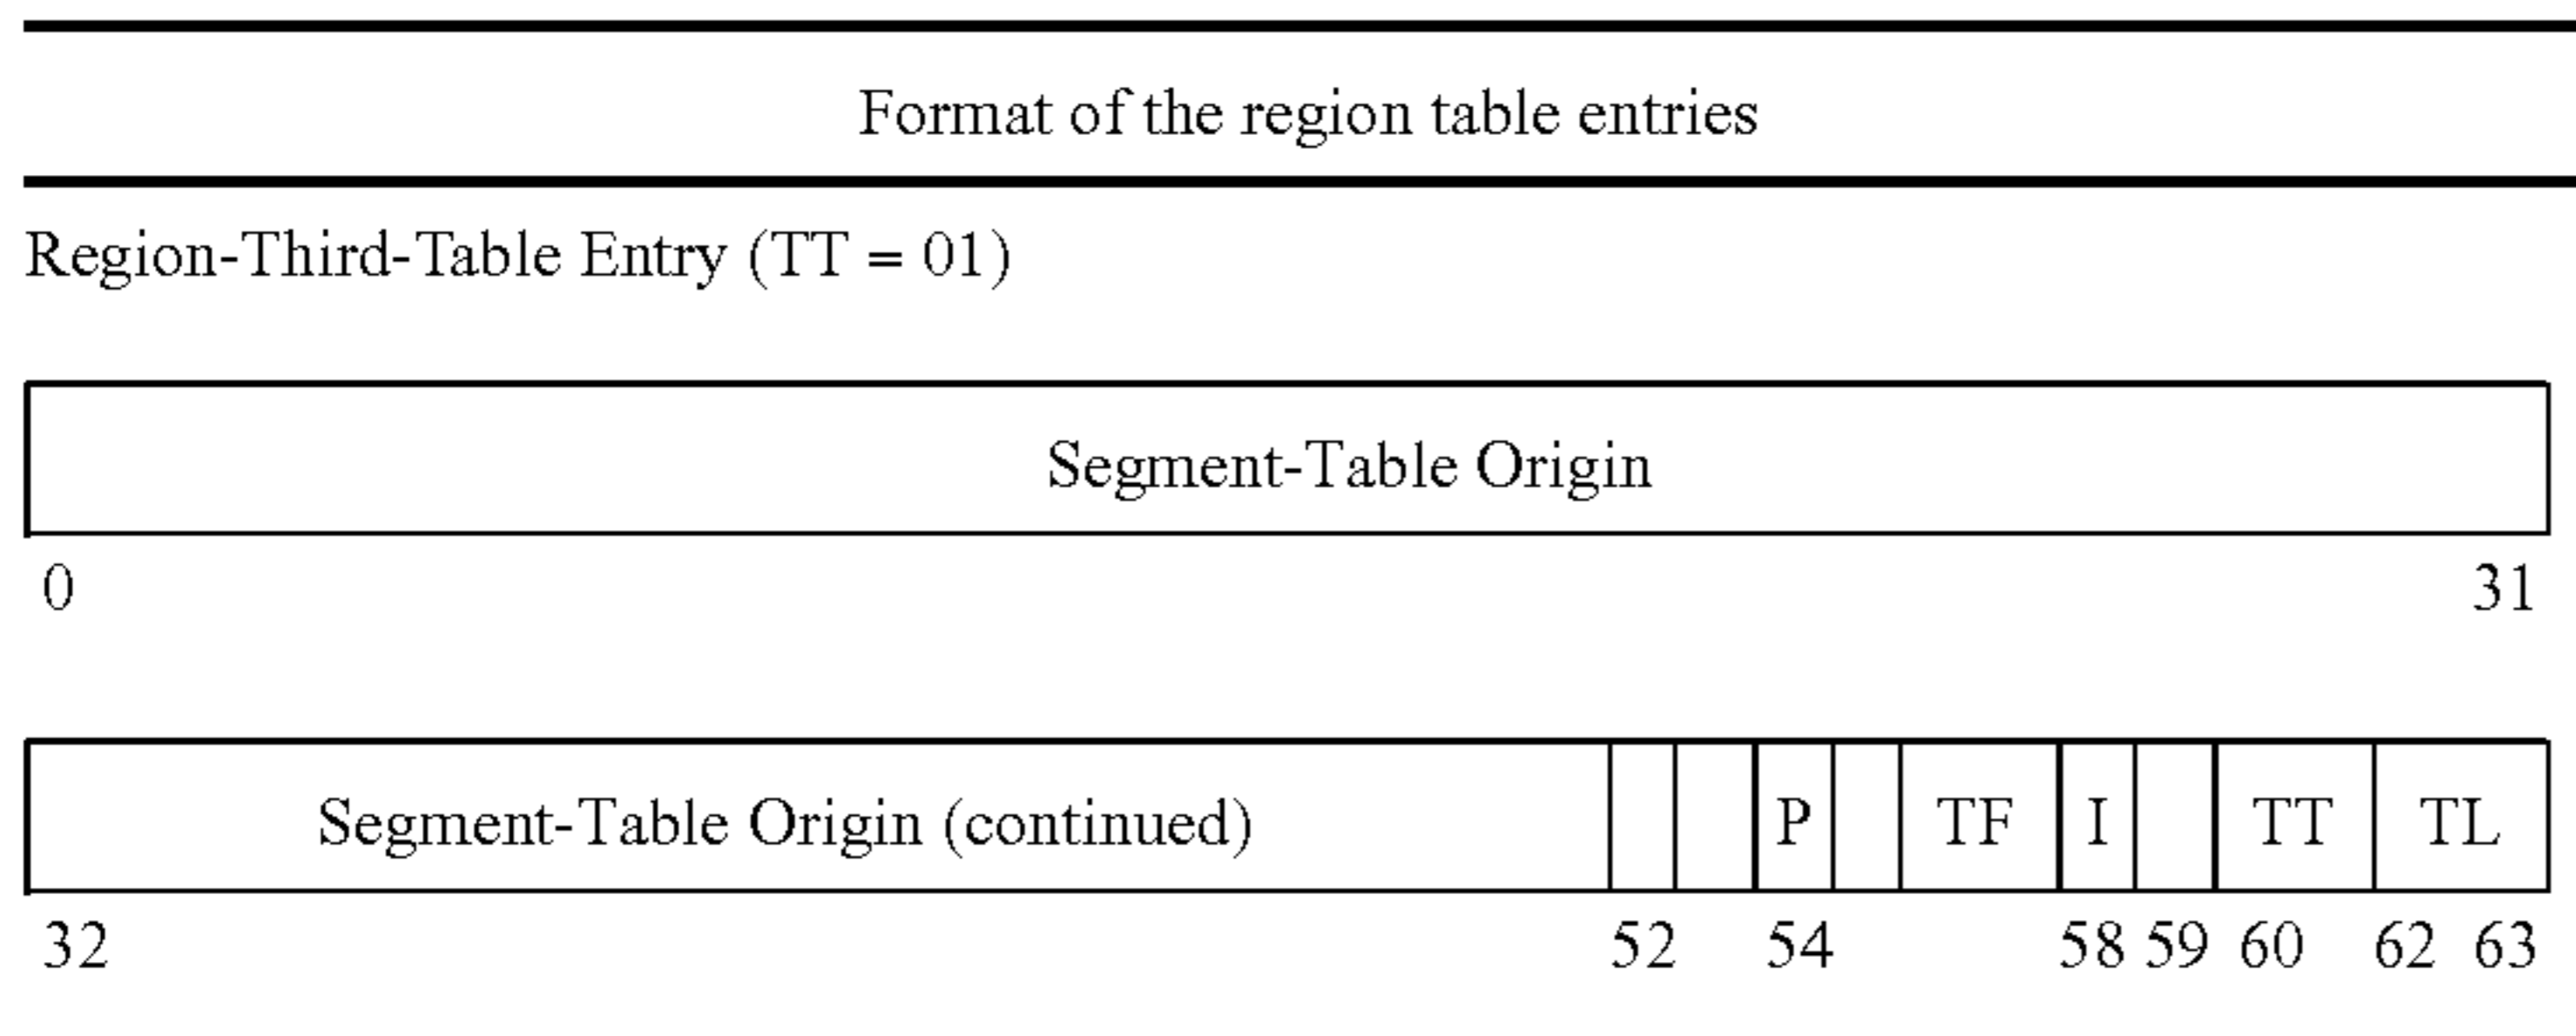 Format of the region table entries
Region-Third-Table Entry (TT = 01)
Segment-Table Origin
0 31
Segment-Table Origin (continued) P TF I TT TL
32 52 54 58 59 60 62 63